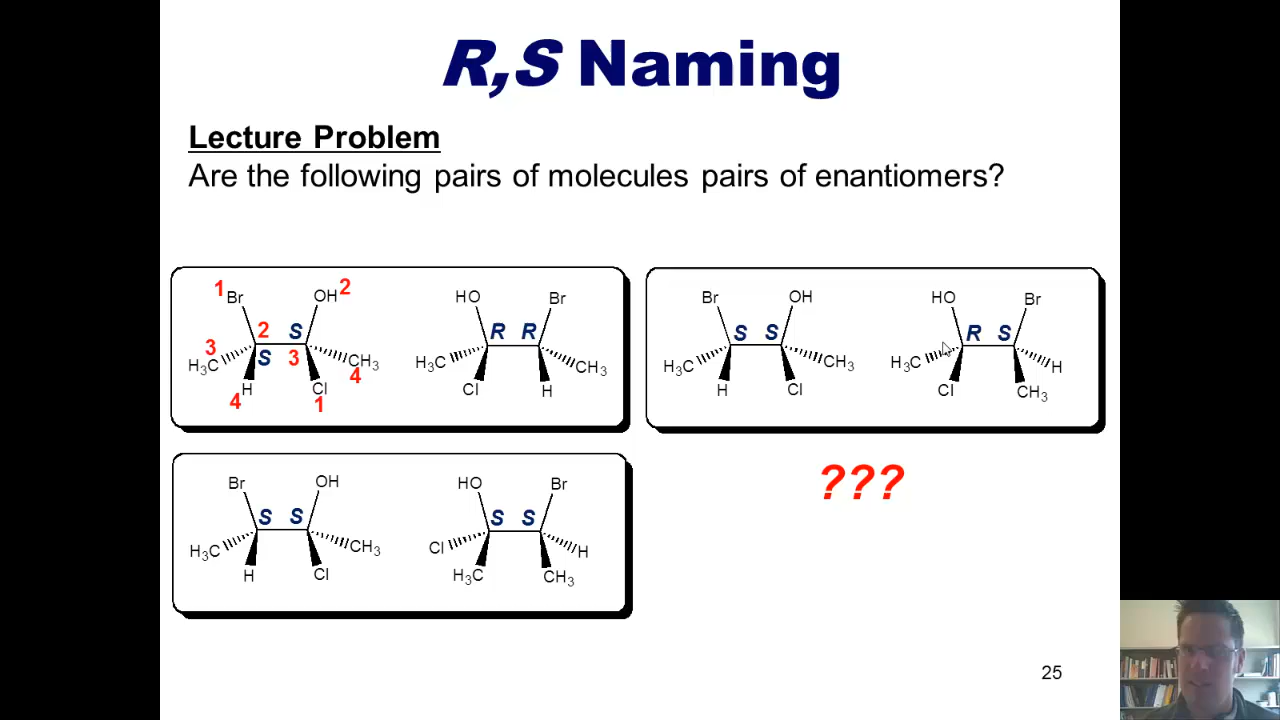 R,S Naming
Lecture Problem
Are the following pairs of molecules pairs of enantiomers?
1 Br OH 2 HO Br
2 S R R
3 H3C S 3 CH3 4 H3C CH3
4 H Cl 1 Cl H
Br OH HO Br
S S R S
H3C CH3 H3C H
H Cl Cl CH3
Br OH HO Br
S S S S
H3C CH3 Cl H
H Cl H3C CH3
???
25